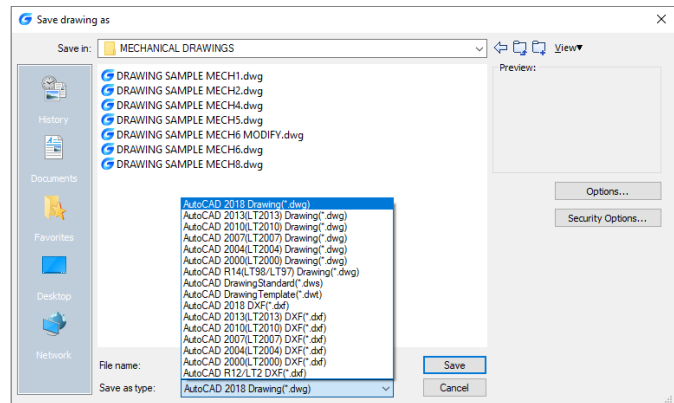 Save drawing as
Save in: MECHANICAL DRAWINGS View
Preview:
History
Documents
Favorites
Desktop
Network
DRAWING SAMPLE MECH1.dwg
DRAWING SAMPLE MECH2.dwg
DRAWING SAMPLE MECH4.dwg
DRAWING SAMPLE MECH5.dwg
DRAWING SAMPLE MECH6 MODIFY.dwg
DRAWING SAMPLE MECH6.dwg
DRAWING SAMPLE MECH8.dwg
Options...
Security Options...
AutoCAD 2018 Drawing(*.dwg)
AutoCAD 2013(LT2013) Drawing(*.dwg)
AutoCAD 2010(LT2010) Drawing(*.dwg)
AutoCAD 2007(LT2007) Drawing(*.dwg)
AutoCAD 2004(LT2004) Drawing(*.dwg)
AutoCAD 2000(LT2000) Drawing(*.dwg)
AutoCAD R14(LT98/LT97) Drawing(*.dwg)
AutoCAD DrawingStandard(*.dws)
AutoCAD DrawingTemplate(*.dwt)
AutoCAD 2018 DXF(*.dxf)
AutoCAD 2013(LT2013) DXF(*.dxf)
AutoCAD 2010(LT2010) DXF(*.dxf)
AutoCAD 2007(LT2007) DXF(*.dxf)
AutoCAD 2004(LT2004) DXF(*.dxf)
AutoCAD 2000(LT2000) DXF(*.dxf)
AutoCAD R12/LT2 DXF(*.dxf)
File name: Save
Save as type: AutoCAD 2018 Drawing(*.dwg) Cancel